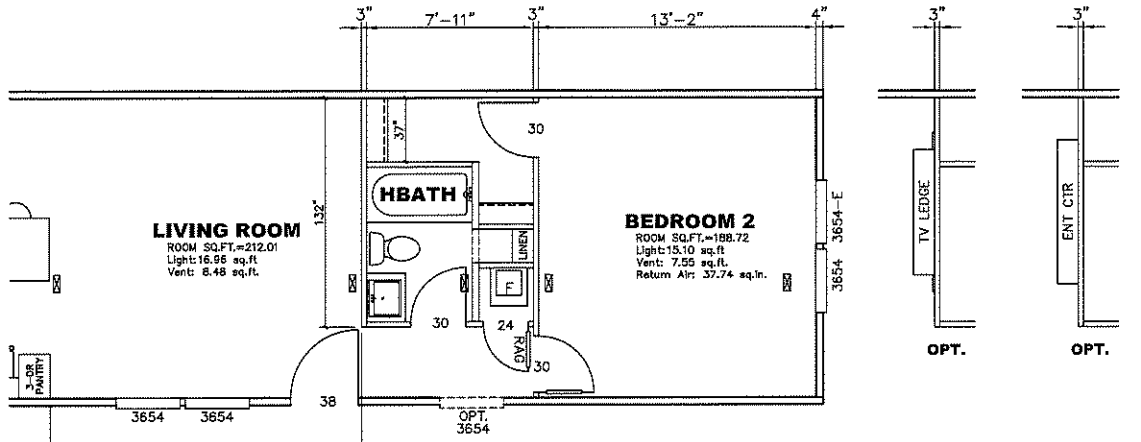 3" 7'-11" 3" 13'-2" 4" 3" 3"
37"
30
132"
HBATH
LIVING ROOM
ROOM SQ.FT.=212.01
Light:16.96 sq.ft
Vent: 8.48 sq.ft.
BEDROOM 2
ROOM SQ.FT.=188.72
Light:15.10 sq.ft
Vent: 7.55 sq.ft.
Return Air: 37.74 sq.in.
LINEN
3654-E
3654
TV LEDGE
ENT CTR
F
30
24
RAG
30
OPT.
OPT.
3-DR
PANTRY
3654
3654
38
OPT.
3654